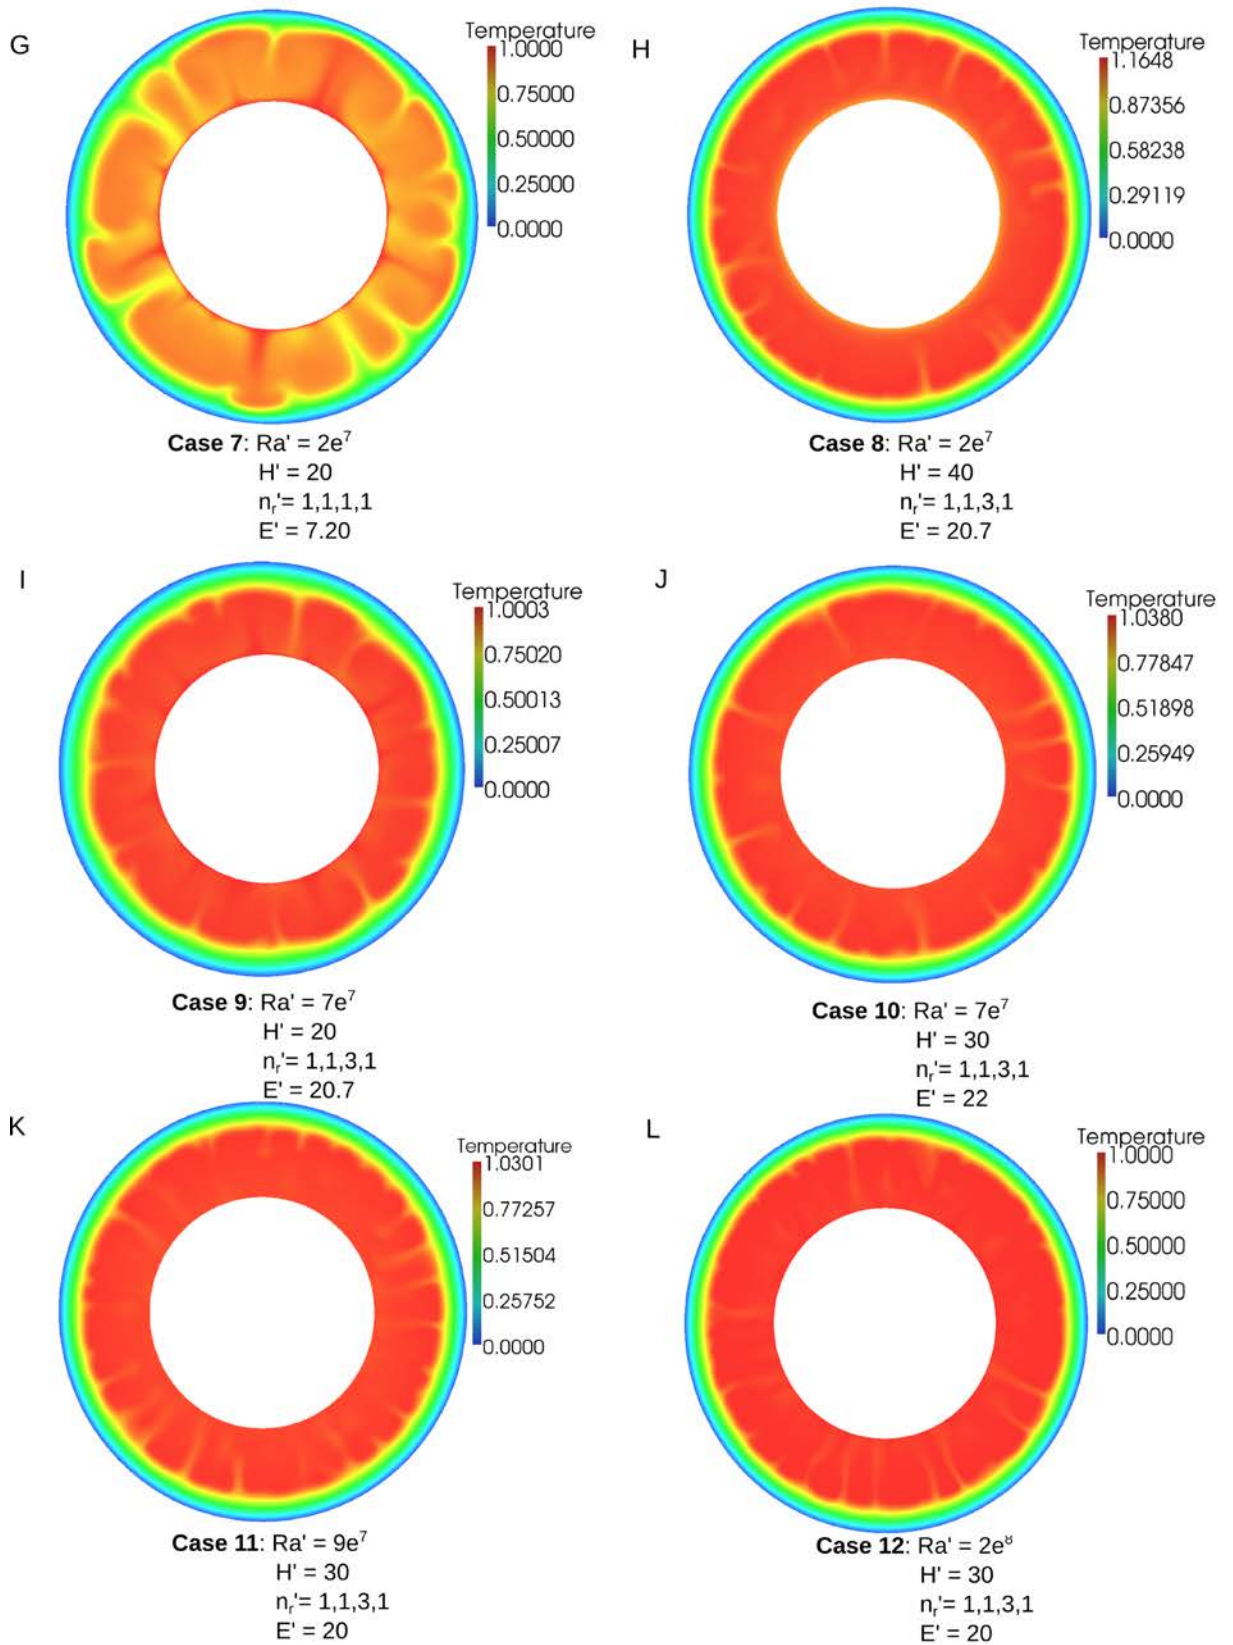 G
Temperature
1.0000
0.75000
0.50000
0.25000
0.0000
Case 7: Ra' = 2e⁷
H' = 20
nᵣ'= 1,1,1,1
E' = 7.20
H
Temperature
1.1648
0.87356
0.58238
0.29119
0.0000
Case 8: Ra' = 2e⁷
H' = 40
nᵣ'= 1,1,3,1
E' = 20.7
I
Temperature
1.0003
0.75020
0.50013
0.25007
0.0000
Case 9: Ra' = 7e⁷
H' = 20
nᵣ'= 1,1,3,1
E' = 20.7
J
Temperature
1.0380
0.77847
0.51898
0.25949
0.0000
Case 10: Ra' = 7e⁷
H' = 30
nᵣ'= 1,1,3,1
E' = 22
K
Temperature
1.0301
0.77257
0.51504
0.25752
0.0000
Case 11: Ra' = 9e⁷
H' = 30
nᵣ'= 1,1,3,1
E' = 20
L
Temperature
1.0000
0.75000
0.50000
0.25000
0.0000
Case 12: Ra' = 2e⁸
H' = 30
nᵣ'= 1,1,3,1
E' = 20